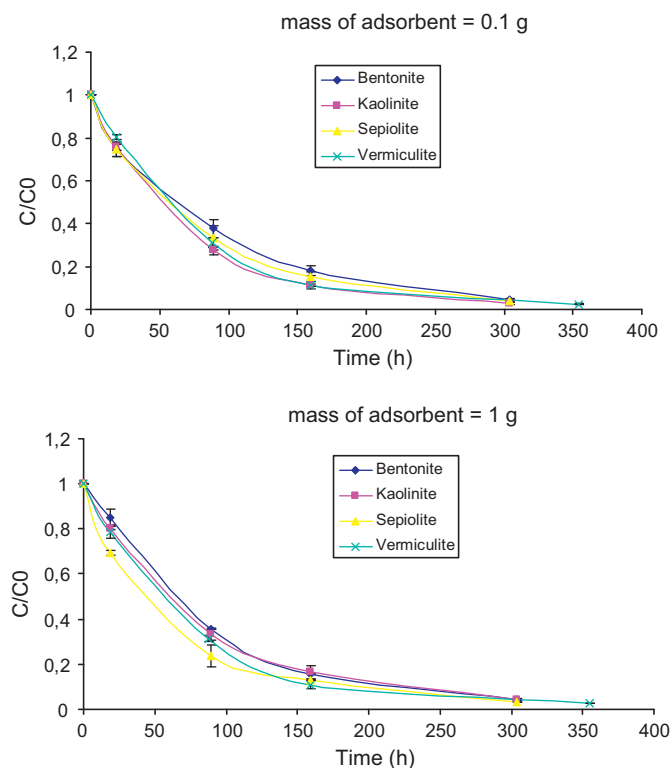 mass of adsorbent = 0.1 g
1,2
1
0,8
0,6
0,4
0,2
0
C/C0
Bentonite
Kaolinite
Sepiolite
Vermiculite
0 50 100 150 200 250 300 350 400
Time (h)
mass of adsorbent = 1 g
1,2
1
0,8
0,6
0,4
0,2
0
C/C0
Bentonite
Kaolinite
Sepiolite
Vermiculite
0 50 100 150 200 250 300 350 400
Time (h)